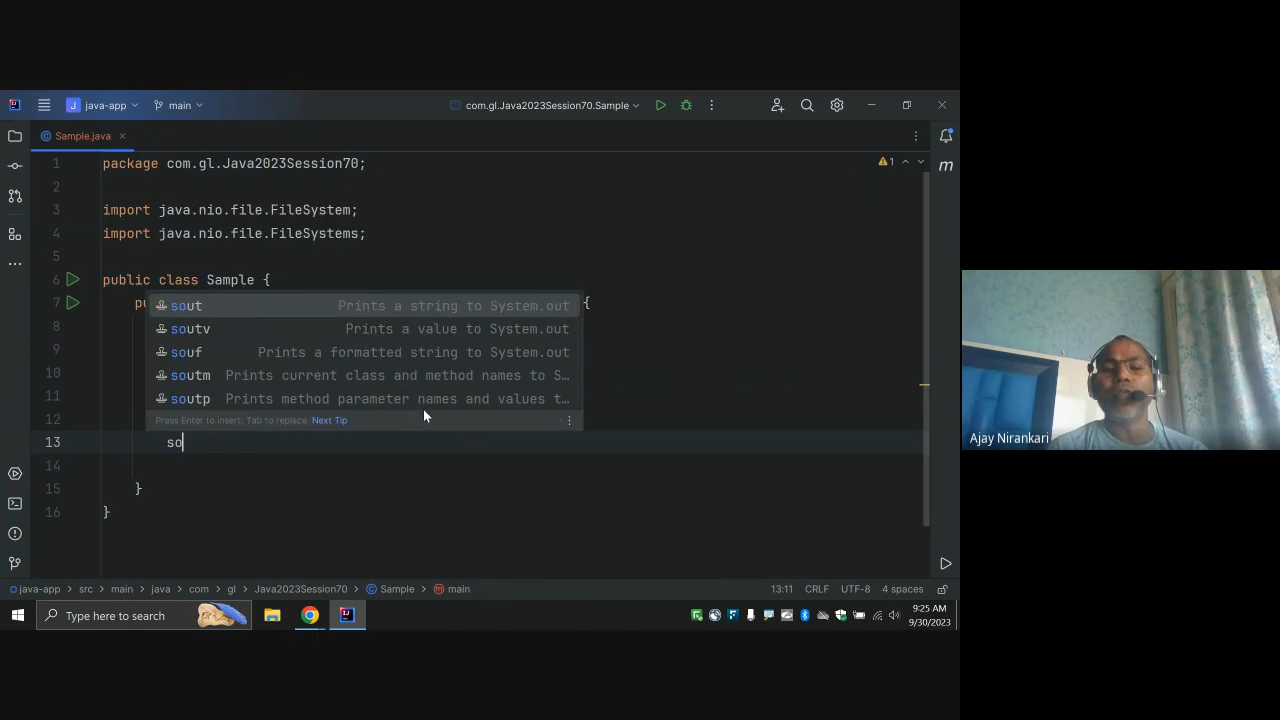 java-app
main
com.gl.Java2023Session70.Sample
Sample.java
1 package com.gl.Java2023Session70;
1
2
3 import java.nio.file.FileSystem;
4 import java.nio.file.FileSystems;
5
6 public class Sample {
7 pu {
sout Prints a string to System.out
8
soutv Prints a value to System.out
9
souf Prints a formatted string to System.out
10
soutm Prints current class and method names to S…
11
soutp Prints method parameter names and values t…
12
Press Enter to insert, Tab to replace Next Tip
13 so
14
15 }
16 }
m
Ajay Nirankari
java-app > src > main > java > com > gl > Java2023Session70 > Sample > main
13:11 CRLF UTF-8 4 spaces
Type here to search
9:25 AM
9/30/2023